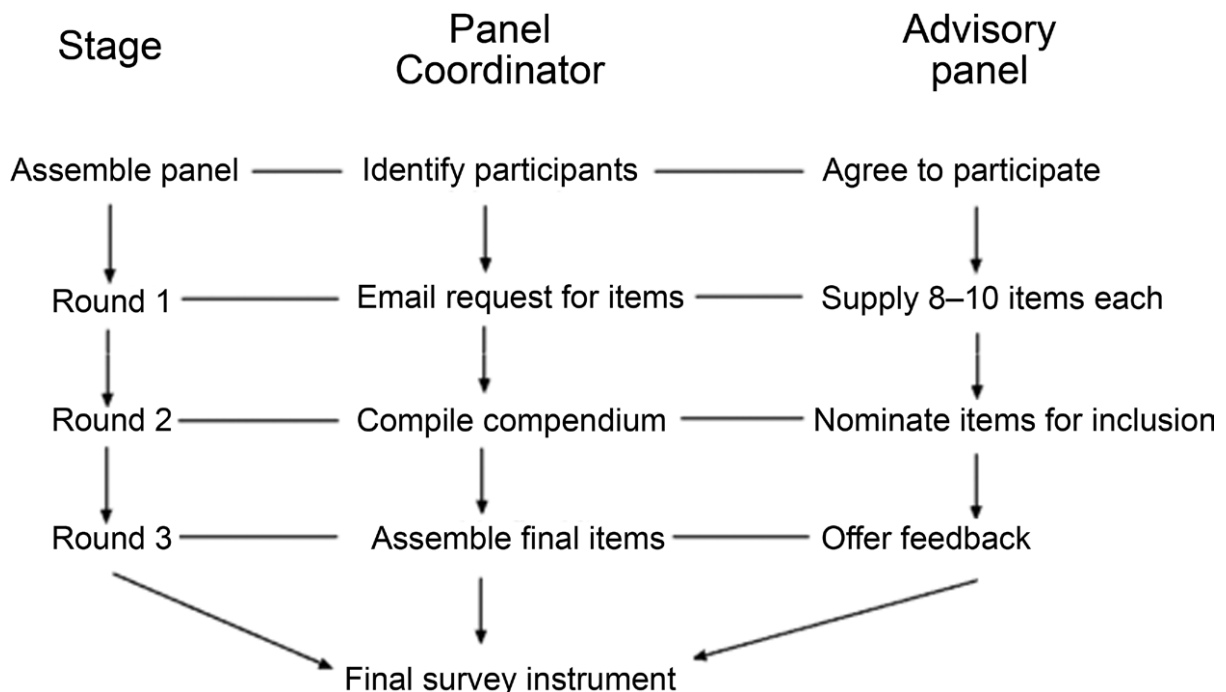 Stage
Panel
Coordinator
Advisory
panel
Assemble panel
Identify participants
Agree to participate
Round 1
Email request for items
Supply 8–10 items each
Round 2
Compile compendium
Nominate items for inclusion
Round 3
Assemble final items
Offer feedback
Final survey instrument